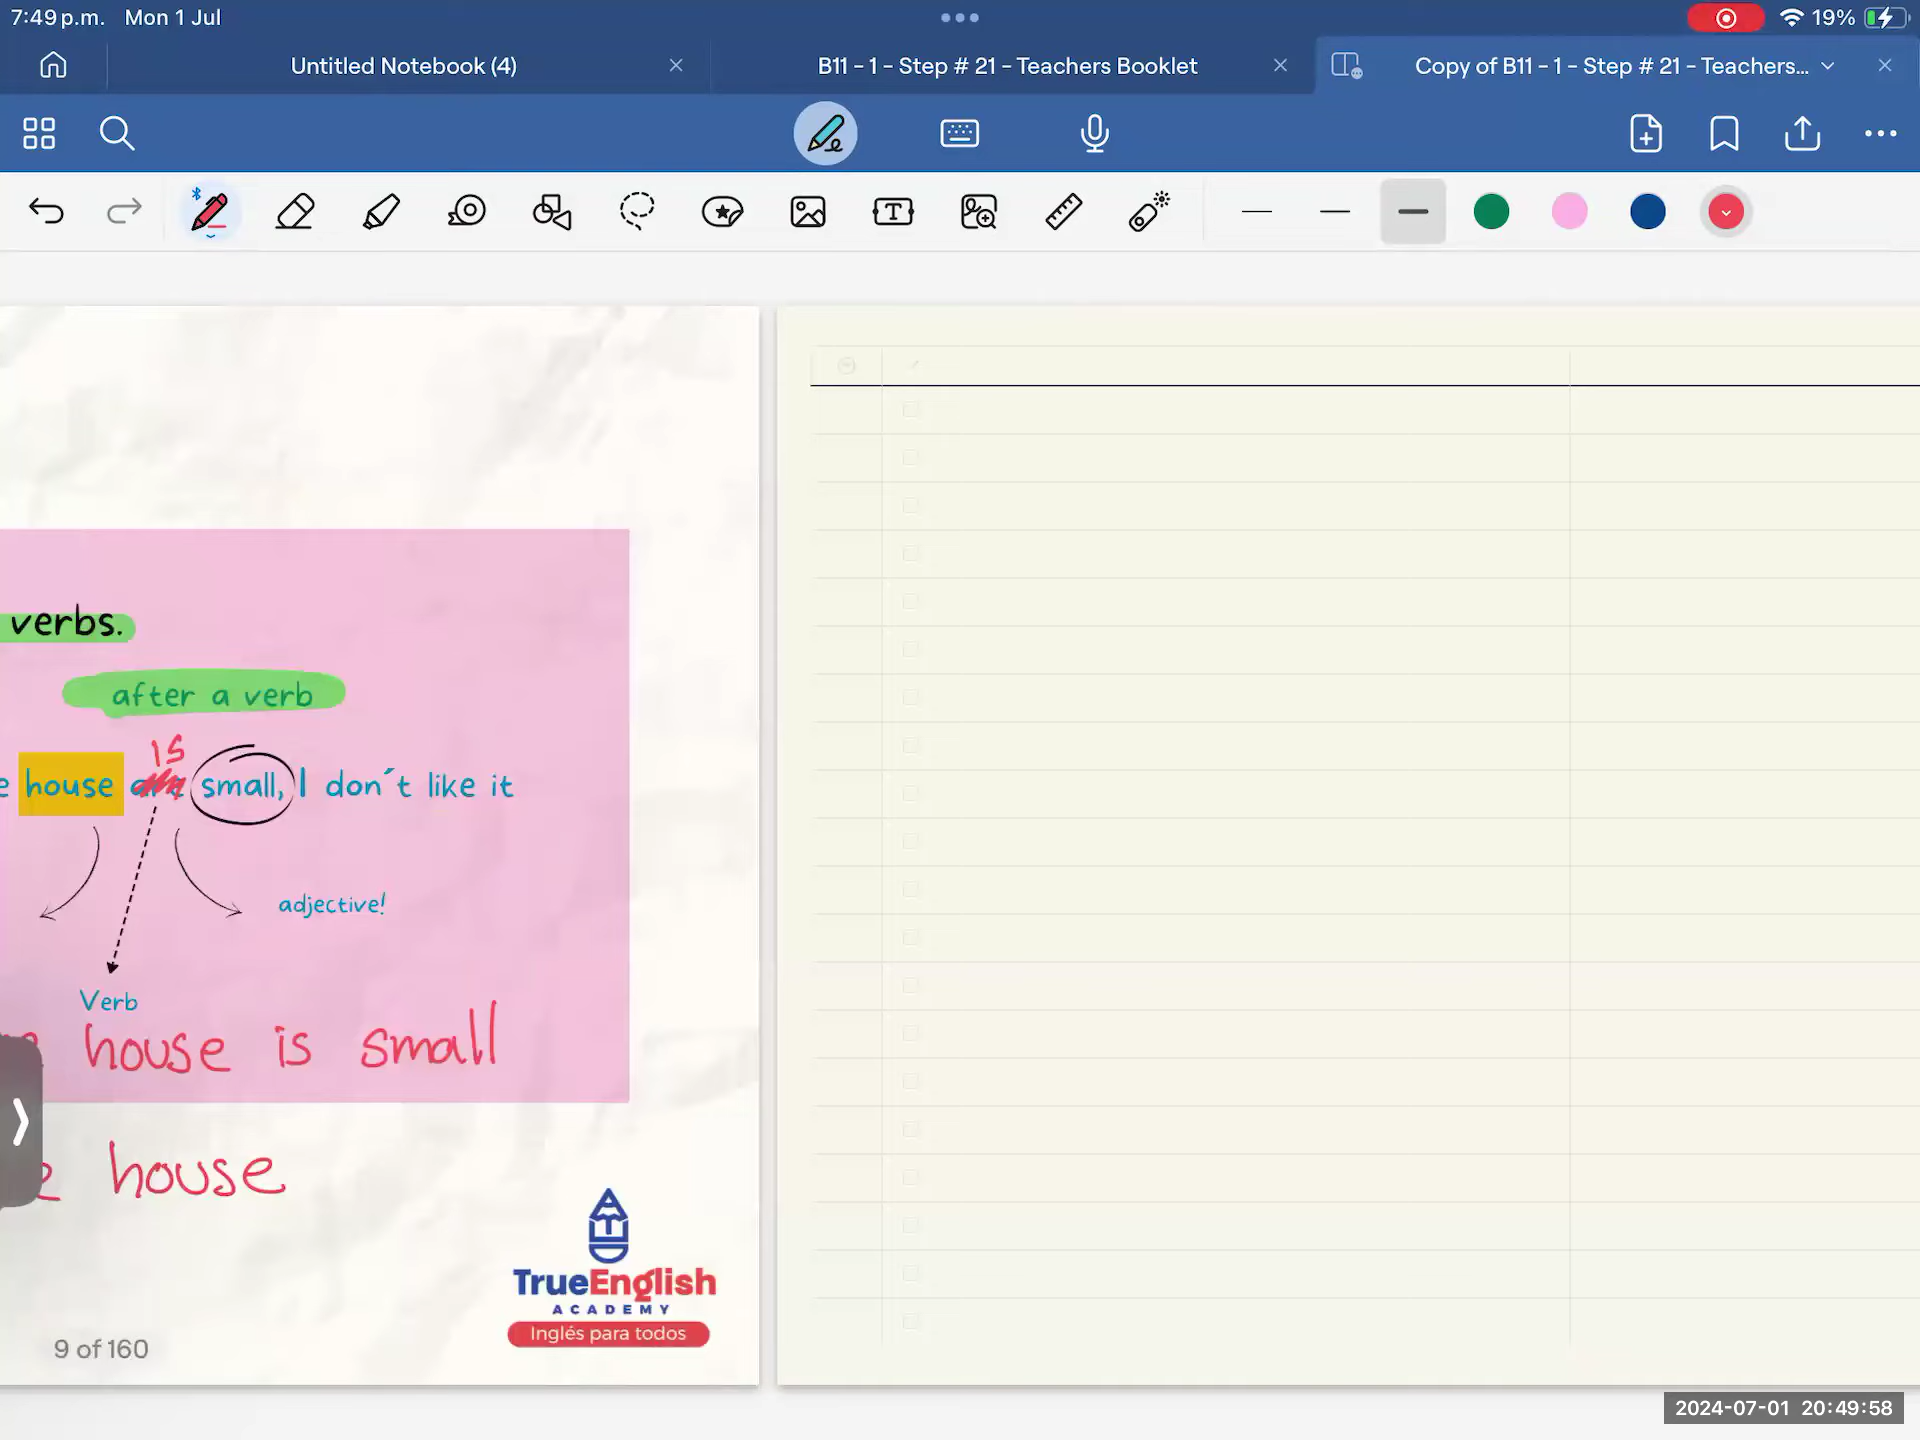 7:49 p.m. Mon 1 Jul
19%
Untitled Notebook (4)
B11 - 1 - Step # 21 - Teachers Booklet
Copy of B11 - 1 - Step # 21 - Teachers...
verbs.
after a verb
is
e house small, I don´t like it
adjective!
Verb
house is small
e house
TrueEnglish
ACADEMY
Inglés para todos
9 of 160
2024-07-01 20:49:58